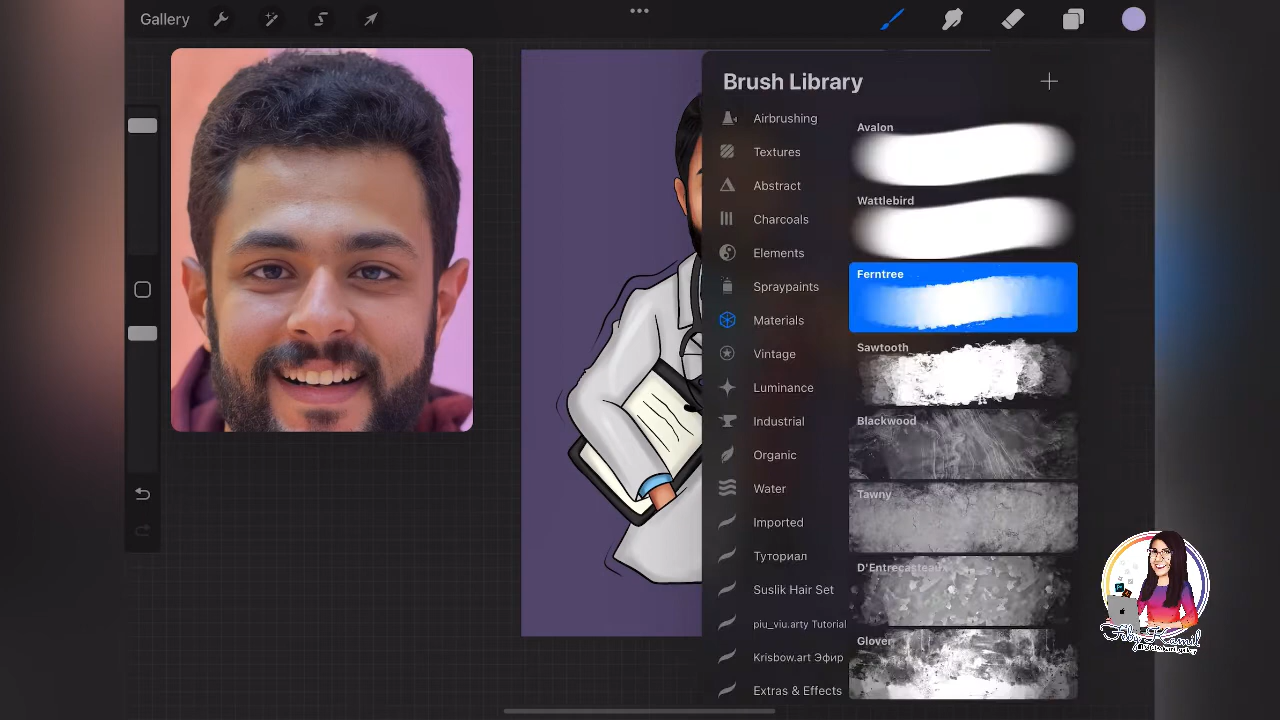 Gallery
Brush Library
Airbrushing
Textures
Abstract
Charcoals
Elements
Spraypaints
Materials
Vintage
Luminance
Industrial
Organic
Water
Imported
Туториал
Suslik Hair Set
piu_viu.arty Tutorial
Krisbow.art Эфир
Extras & Effects
Avalon
Wattlebird
Ferntree
Sawtooth
Blackwood
Tawny
D'Entrecasteaux
Glover